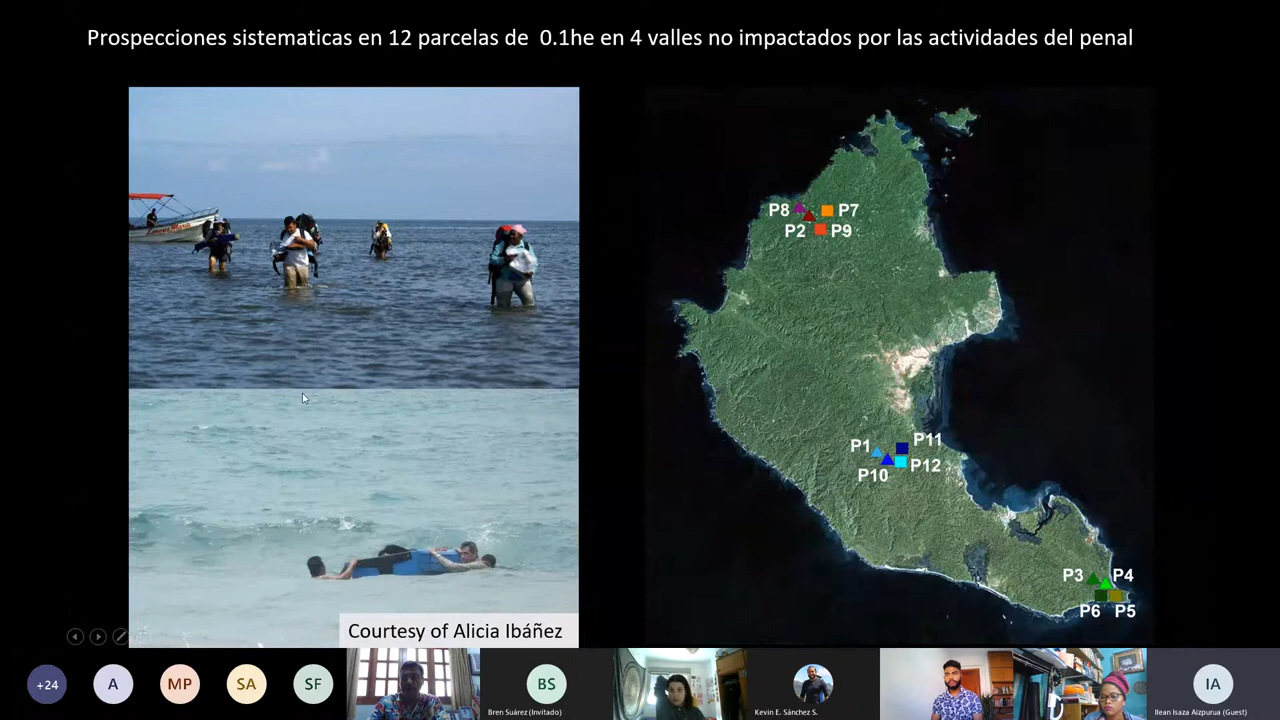 Prospecciones sistematicas en 12 parcelas de 0.1he en 4 valles no impactados por las actividades del penal
P8
P7
P2
P9
P1
P11
P10
P12
P3
P4
P6
P5
Courtesy of Alicia Ibáñez
+24
A
MP
SA
SF
BS
Bren Suárez (Invitado)
Kevin E. Sánchez S.
IA
Ilean Isaza Aizpurua (Guest)